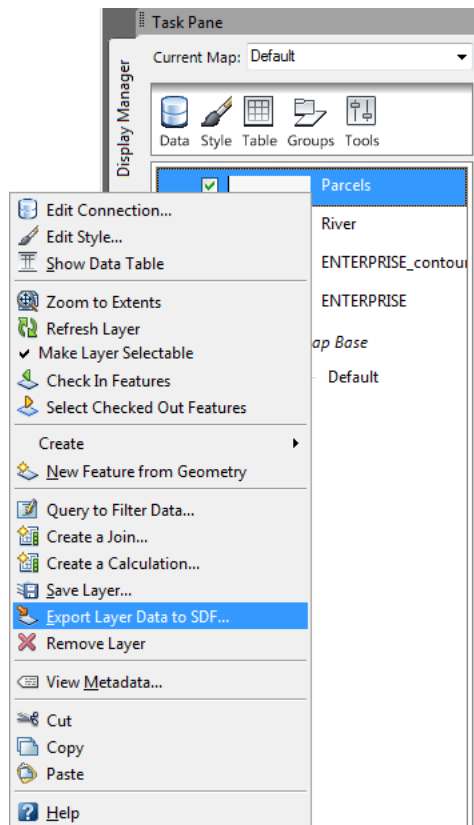 Task Pane
Current Map: Default
Display Manager
Data Style Table Groups Tools
Parcels
River
ENTERPRISE_contour
ENTERPRISE
ap Base
Default
Edit Connection...
Edit Style...
Show Data Table
Zoom to Extents
Refresh Layer
Make Layer Selectable
Check In Features
Select Checked Out Features
Create
New Feature from Geometry
Query to Filter Data...
Create a Join...
Create a Calculation...
Save Layer...
Export Layer Data to SDF...
Remove Layer
View Metadata...
Cut
Copy
Paste
Help